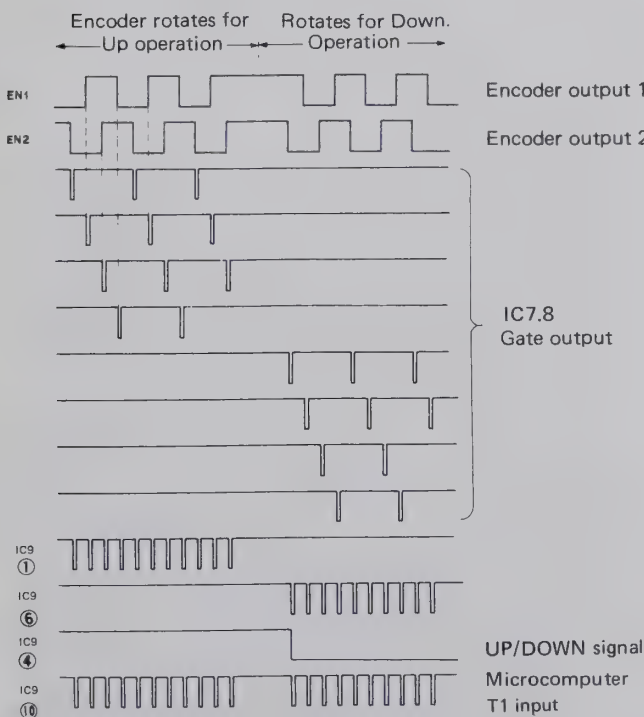 Encoder rotates for
Up operation
Rotates for Down.
Operation
EN1
Encoder output 1
EN2
Encoder output 2
IC7.8
Gate output
IC9
①
IC9
⑥
IC9
④
UP/DOWN signal
IC9
⑩
Microcomputer
T1 input